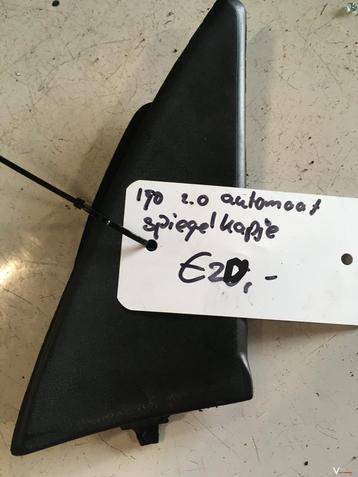 190 2.0 automaat
spiegelkapje
€20,-